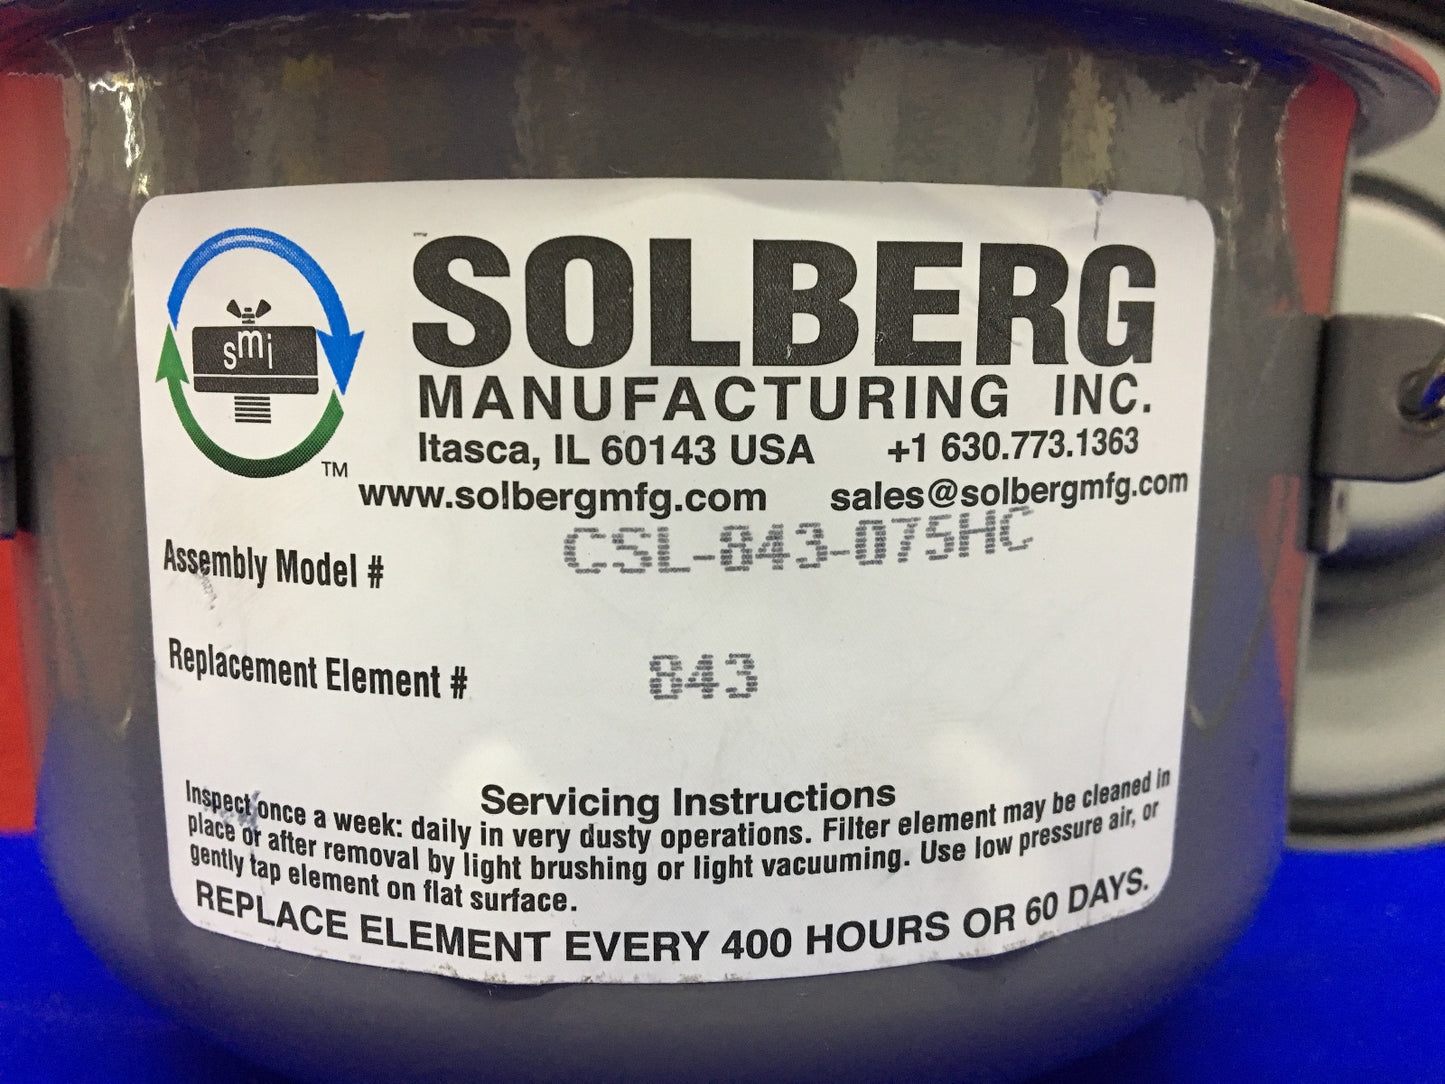 smi
TM
SOLBERG
MANUFACTURING INC.
Itasca, IL 60143 USA +1 630.773.1363
www.solbergmfg.com sales@solbergmfg.com
Assembly Model # CSL-843-075HC
Replacement Element # 843
Servicing Instructions
Inspect once a week: daily in very dusty operations. Filter element may be cleaned in
place or after removal by light brushing or light vacuuming. Use low pressure air, or
gently tap element on flat surface.
REPLACE ELEMENT EVERY 400 HOURS OR 60 DAYS.